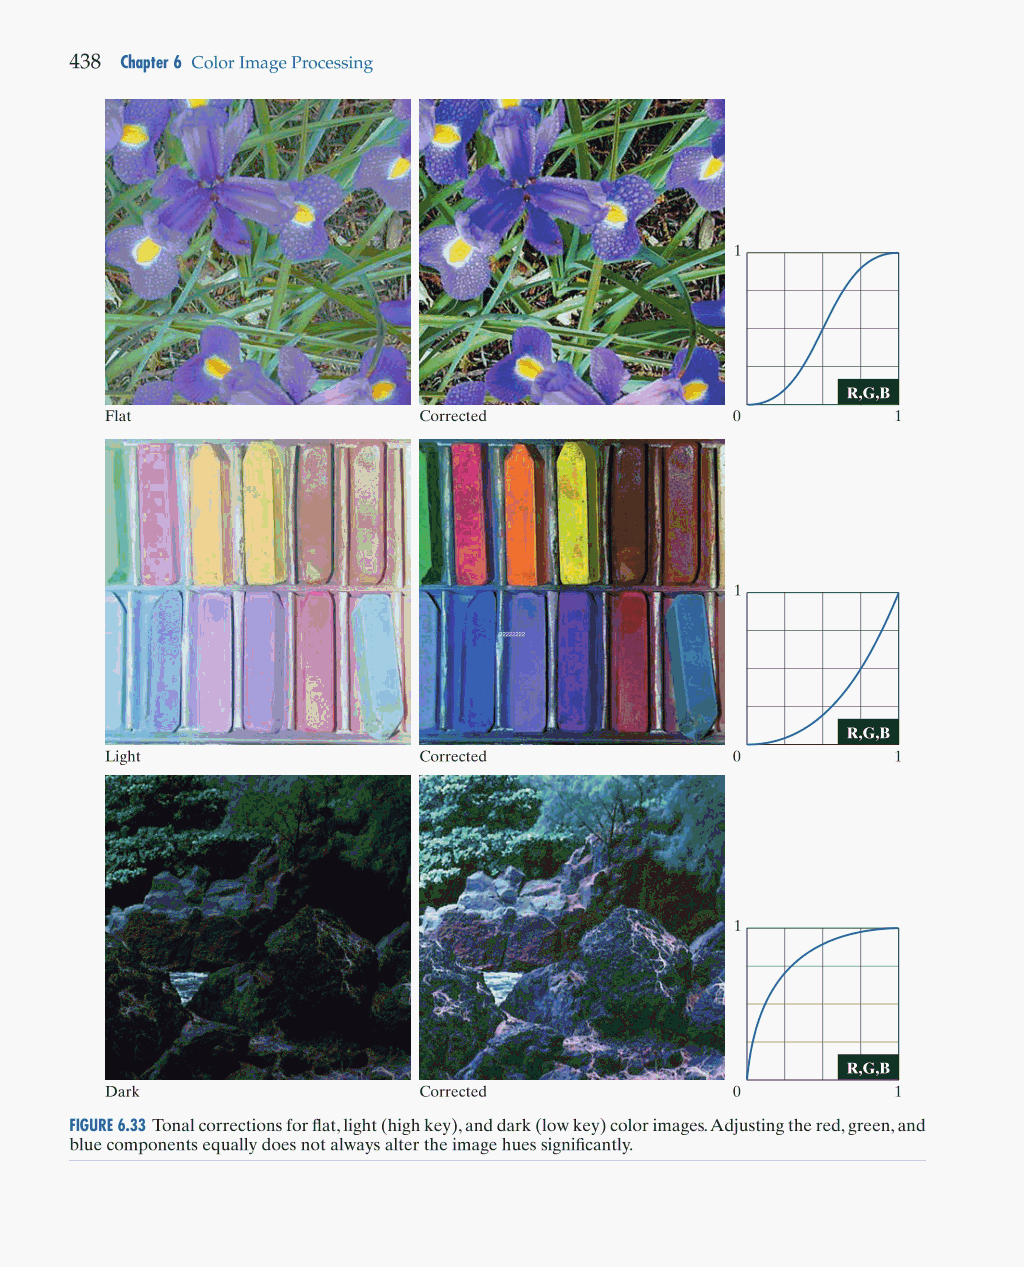 438 Chapter 6 Color Image Processing
1
R,G,B
Flat
Corrected
0
1
1
R,G,B
Light
Corrected
0
1
1
R,G,B
Dark
Corrected
0
1
FIGURE 6.33 Tonal corrections for flat, light (high key), and dark (low key) color images. Adjusting the red, green, and
blue components equally does not always alter the image hues significantly.